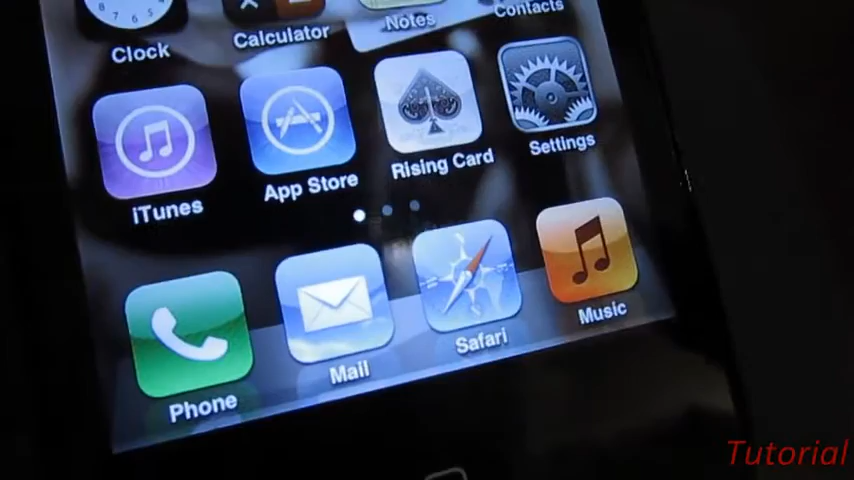 Clock
Calculator
Notes
Contacts
iTunes
App Store
Rising Card
Settings
Phone
Mail
Safari
Music
Tutorial